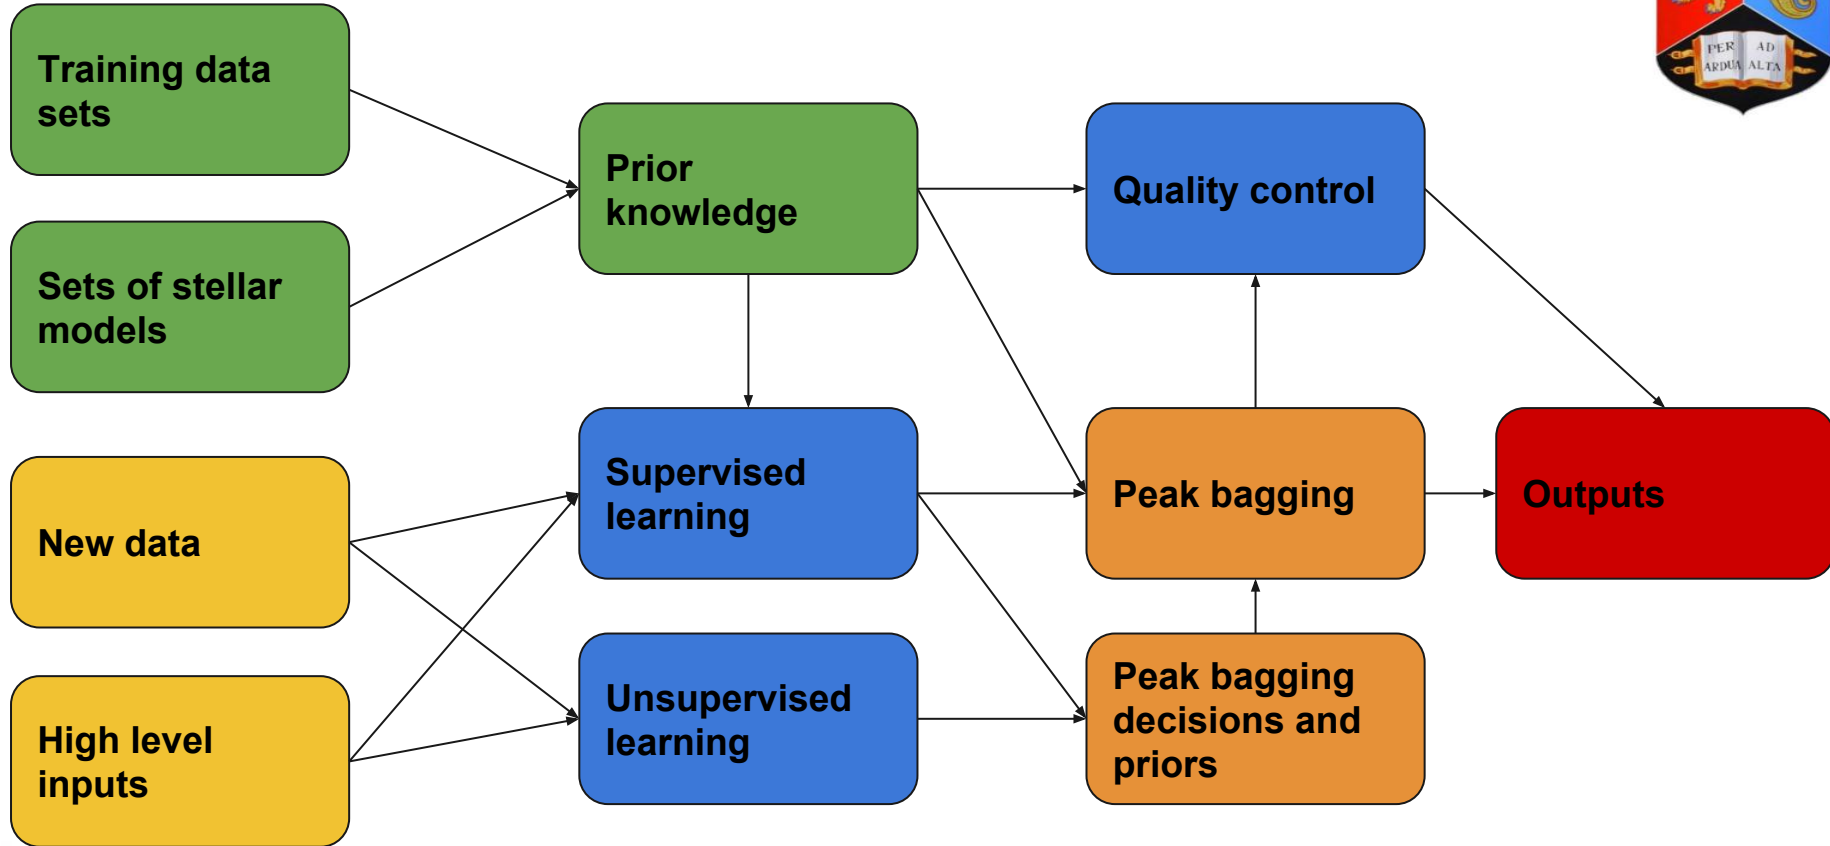 Training data
sets
Sets of stellar
models
New data
High level
inputs
Prior
knowledge
Supervised
learning
Unsupervised
learning
Quality control
Peak bagging
Peak bagging
decisions and
priors
Outputs
PER AD
ARDUA ALTA